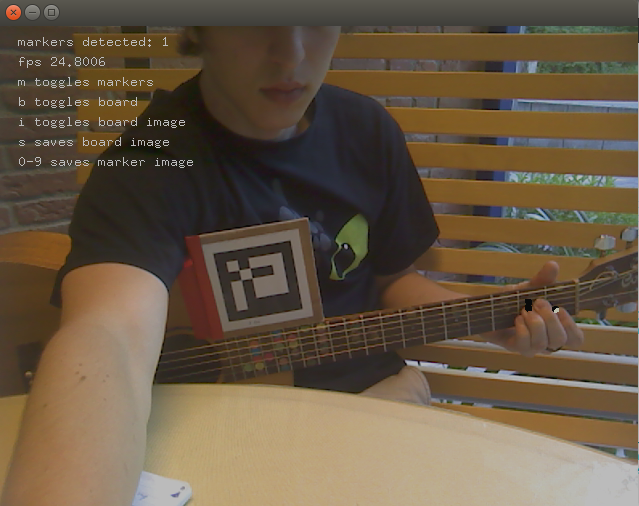 markers detected: 1
fps 24.8006
m toggles markers
b toggles board
i toggles board image
s saves board image
0-9 saves marker image